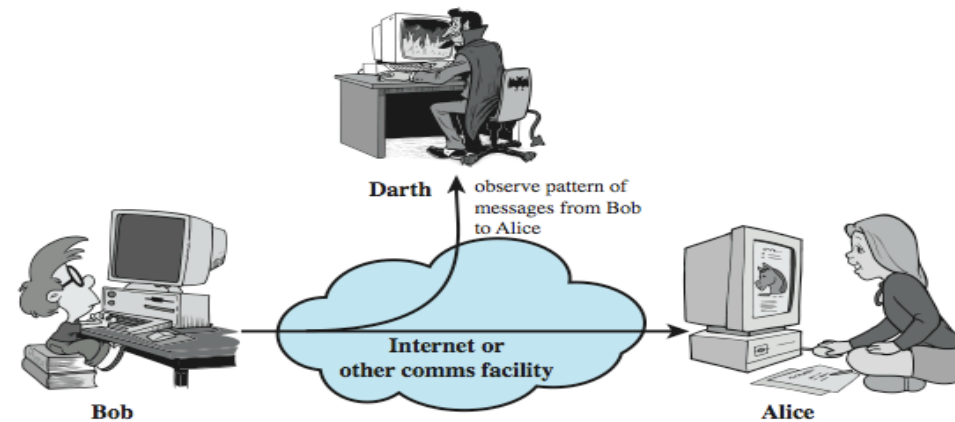 Darth
observe pattern of
messages from Bob
to Alice
Internet or
other comms facility
Bob
Alice